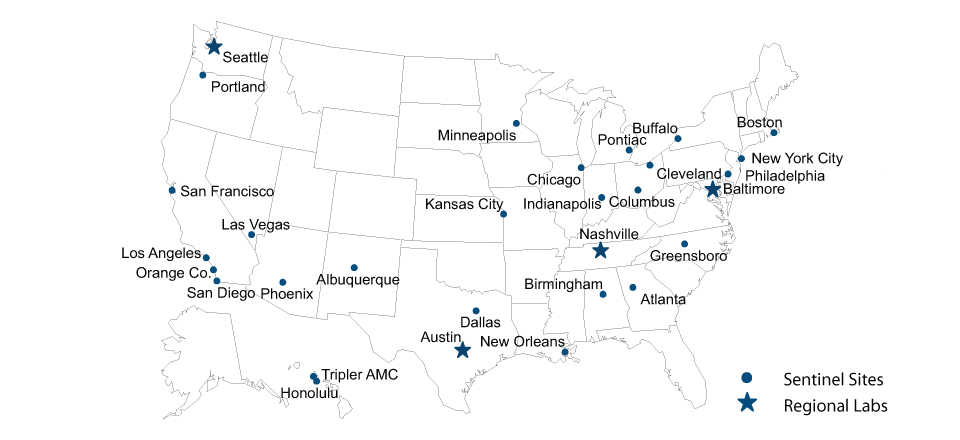 Seattle
Portland
Minneapolis
Boston
Buffalo
Pontiac
New York City
Chicago
Cleveland
Philadelphia
San Francisco
Baltimore
Kansas City
Indianapolis
Columbus
Las Vegas
Nashville
Los Angeles
Greensboro
Orange Co.
Albuquerque
Birmingham
San Diego
Phoenix
Atlanta
Dallas
Austin
New Orleans
Tripler AMC
Honolulu
Sentinel Sites
Regional Labs